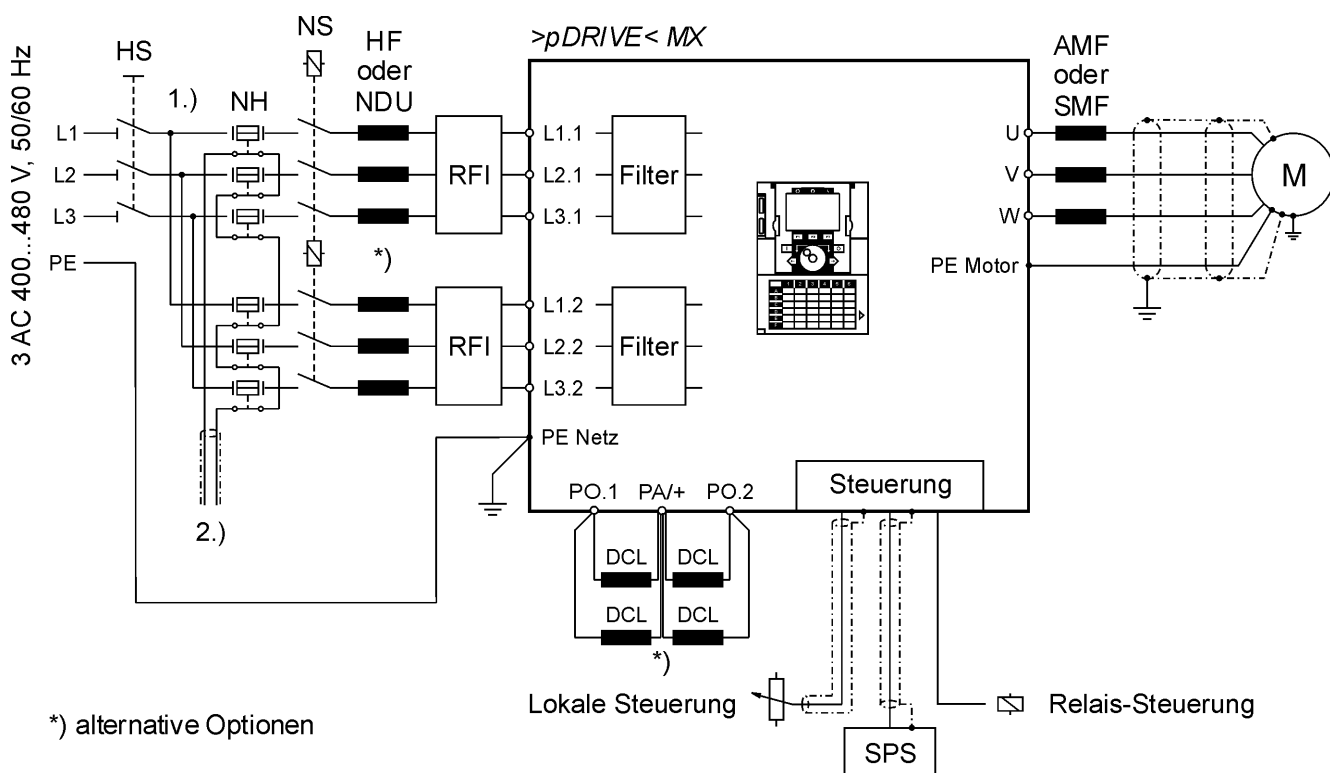 3 AC 400...480 V, 50/60 Hz
HS
NS
HF
oder
NDU
>pDRIVE< MX
AMF
oder
SMF
1.)
NH
L1
L2
L3
PE
RFI
L1.1
L2.1
L3.1
Filter
U
V
W
PE Motor
M
*)
RFI
L1.2
L2.2
L3.2
Filter
PE Netz
2.)
PO.1
PA/+
PO.2
Steuerung
DCL
DCL
DCL
DCL
*)
Lokale Steuerung
Relais-Steuerung
SPS
*) alternative Optionen